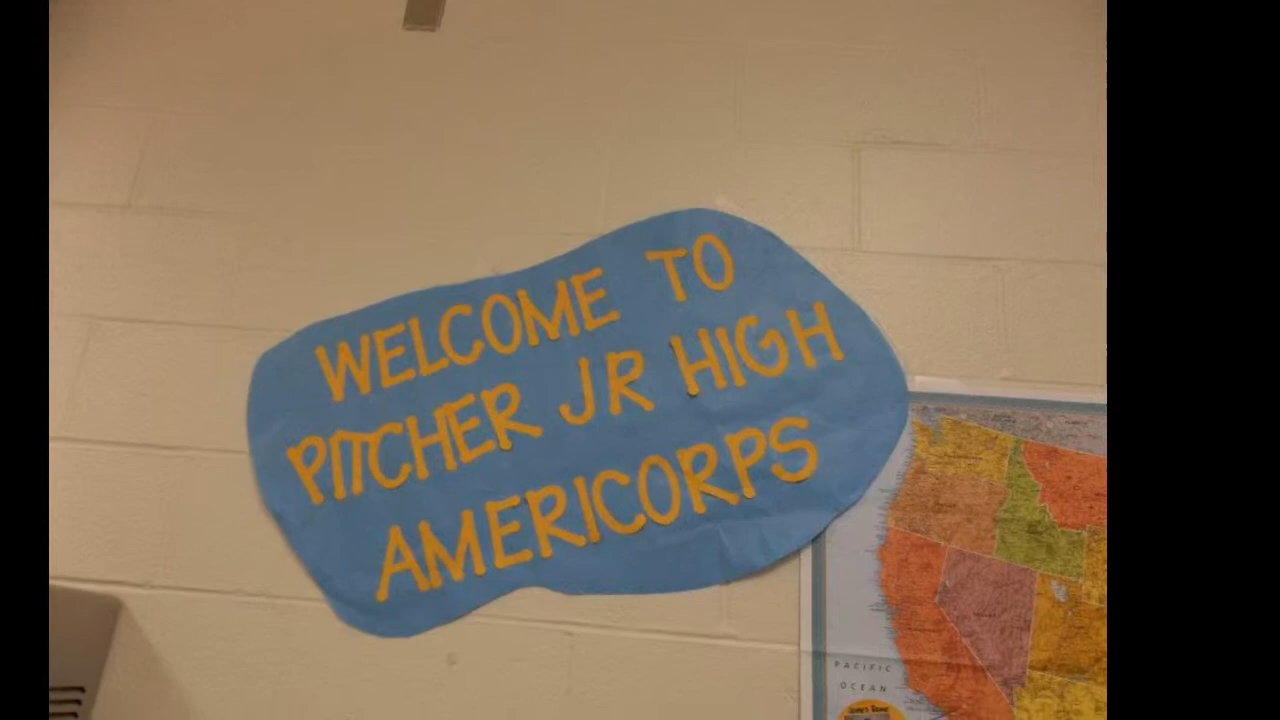 WELCOME TO
PITCHER JR HIGH
AMERICORPS
PACIFIC
OCEAN